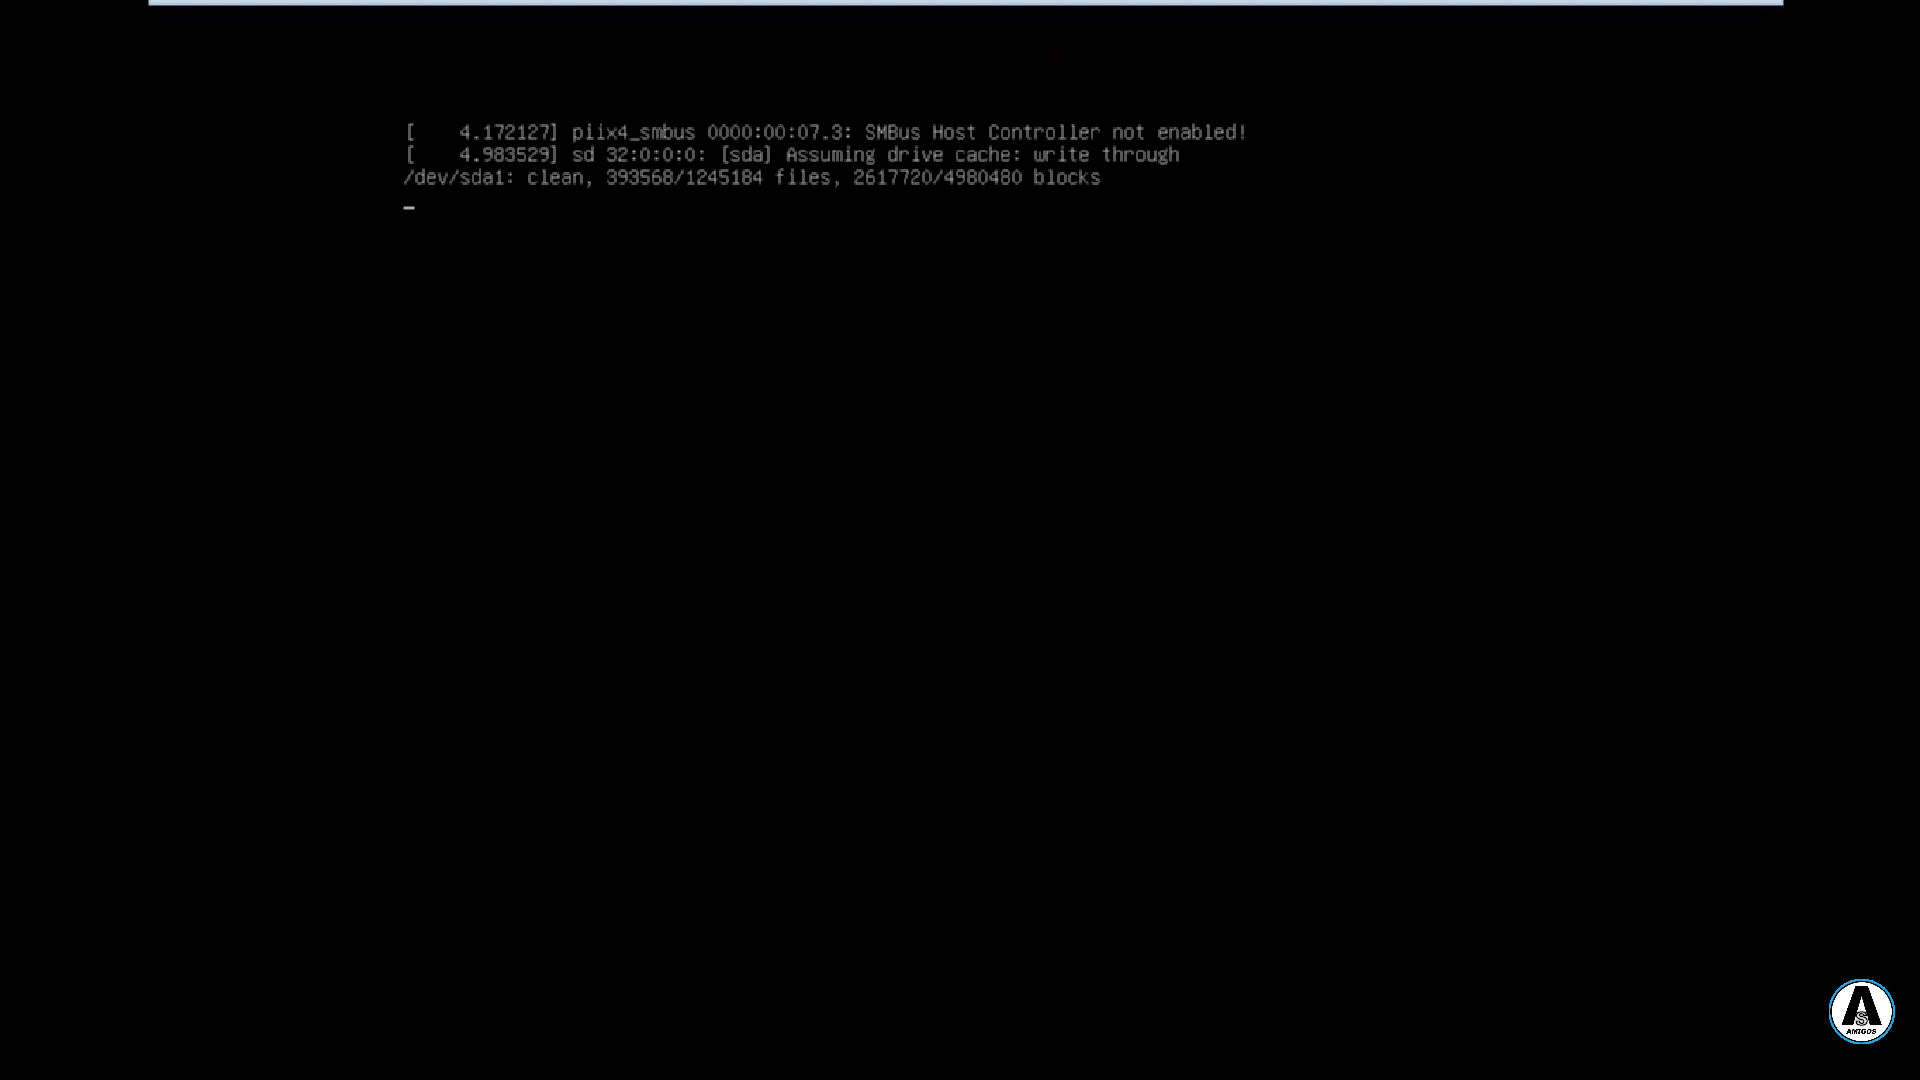 [    4.172127] piix4_smbus 0000:00:07.3: SMBus Host Controller not enabled!
[    4.983529] sd 32:0:0:0: [sda] Assuming drive cache: write through
/dev/sda1: clean, 393568/1245184 files, 2617720/4980480 blocks
_
A
S
AMIGOS